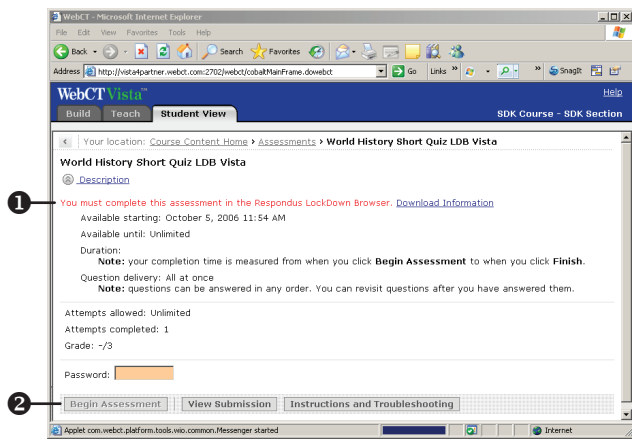 WebCT - Microsoft Internet Explorer
File Edit View Favorites Tools Help
Back Search Favorites
Address http://vista4partner.webct.com:2702/webct/cobaltMainFrame.dowebct Go Links » » SnagIt
WebCT Vista™ Help
Build Teach Student View SDK Course - SDK Section
Your location: Course Content Home › Assessments › World History Short Quiz LDB Vista
World History Short Quiz LDB Vista
Description
❶ You must complete this assessment in the Respondus LockDown Browser. Download Information
Available starting: October 5, 2006 11:54 AM
Available until: Unlimited
Duration:
Note: your completion time is measured from when you click Begin Assessment to when you click Finish.
Question delivery: All at once
Note: questions can be answered in any order. You can revisit questions after you have answered them.
Attempts allowed: Unlimited
Attempts completed: 1
Grade: -/3
Password:
❷ Begin Assessment View Submission Instructions and Troubleshooting
Applet com.webct.platform.tools.wio.common.Messenger started Internet